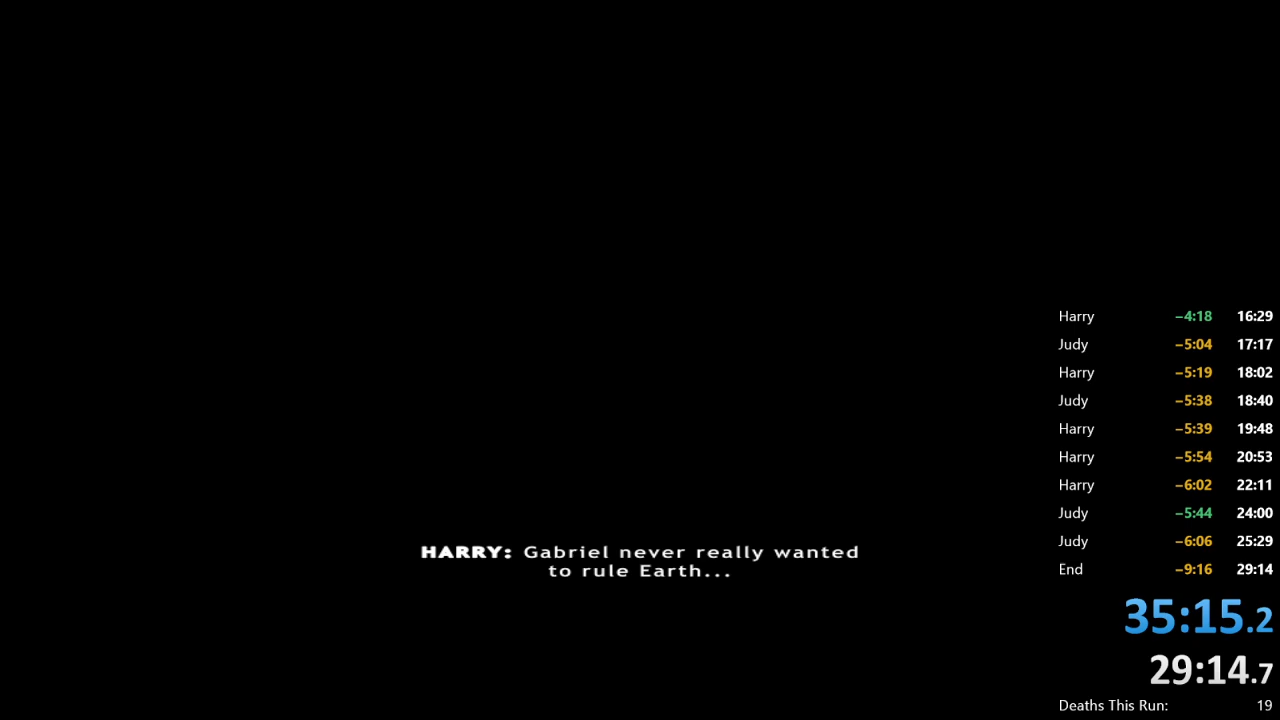 Harry −4:18 16:29
Judy −5:04 17:17
Harry −5:19 18:02
Judy −5:38 18:40
Harry −5:39 19:48
Harry −5:54 20:53
Harry −6:02 22:11
Judy −5:44 24:00
Judy −6:06 25:29
End −9:16 29:14
HARRY: Gabriel never really wanted
to rule Earth...
35:15.2
29:14.7
Deaths This Run: 19